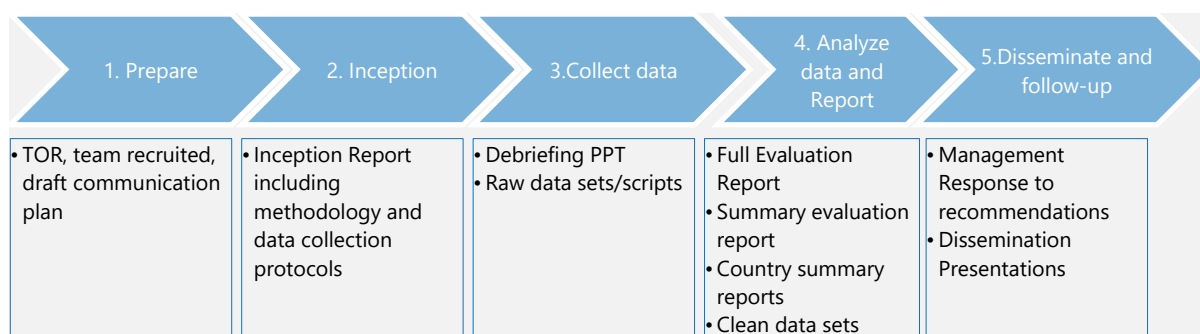 1. Prepare
2. Inception
3.Collect data
4. Analyze
data and
Report
5.Disseminate and
follow-up
• TOR, team recruited,
draft communication
plan
• Inception Report
including
methodology and
data collection
protocols
• Debriefing PPT
• Raw data sets/scripts
• Full Evaluation
Report
• Summary evaluation
report
• Country summary
reports
• Clean data sets
• Management
Response to
recommendations
• Dissemination
Presentations